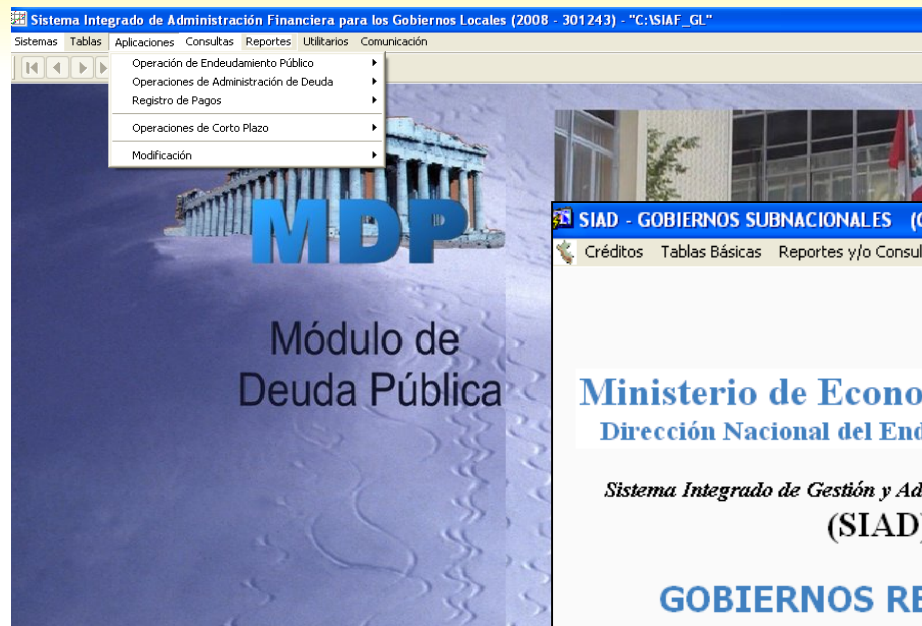 Sistema Integrado de Administración Financiera para los Gobiernos Locales (2008 - 301243) - "C:\SIAF_GL"
Sistemas Tablas Aplicaciones Consultas Reportes Utilitarios Comunicación
Operación de Endeudamiento Público
Operaciones de Administración de Deuda
Registro de Pagos
Operaciones de Corto Plazo
Modificación
MDP
Módulo de
Deuda Pública
SIAD - GOBIERNOS SUBNACIONALES (
Créditos Tablas Básicas Reportes y/o Consul
Ministerio de Econo
Dirección Nacional del End
Sistema Integrado de Gestión y Ad
(SIAD)
GOBIERNOS RE